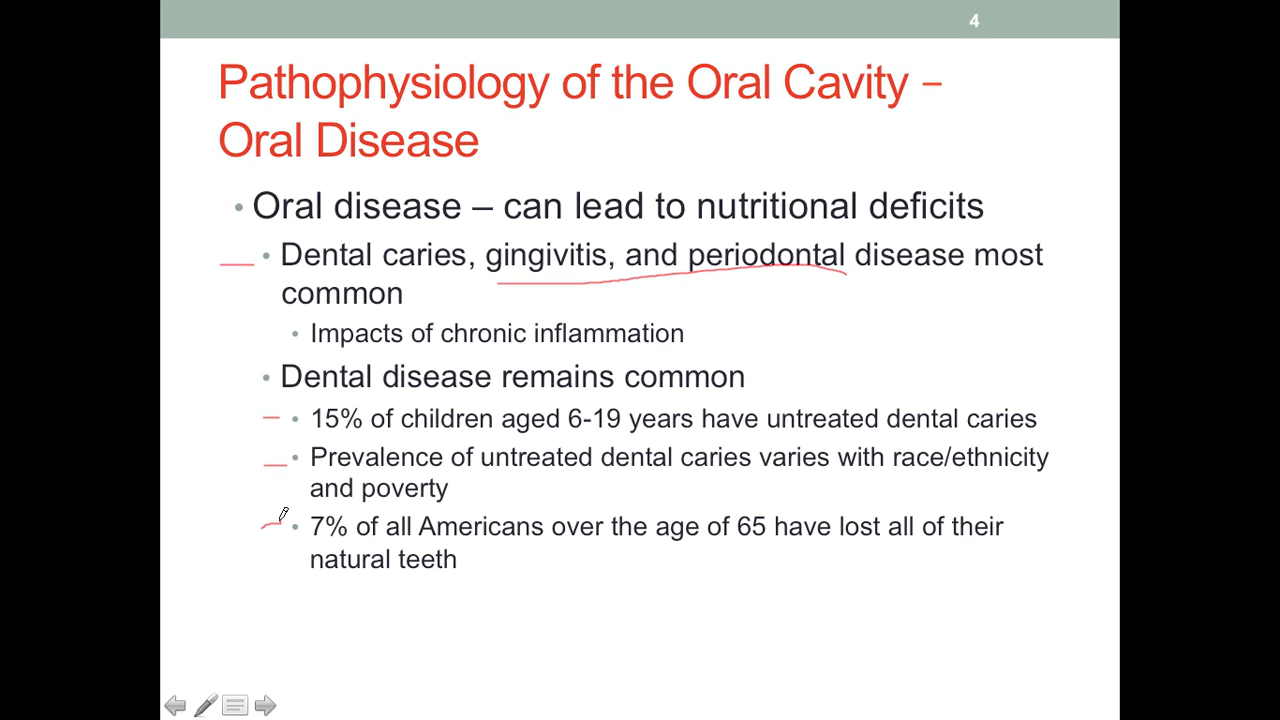 4
Pathophysiology of the Oral Cavity –
Oral Disease
• Oral disease – can lead to nutritional deficits
• Dental caries, gingivitis, and periodontal disease most
common
• Impacts of chronic inflammation
• Dental disease remains common
• 15% of children aged 6-19 years have untreated dental caries
• Prevalence of untreated dental caries varies with race/ethnicity
and poverty
• 7% of all Americans over the age of 65 have lost all of their
natural teeth